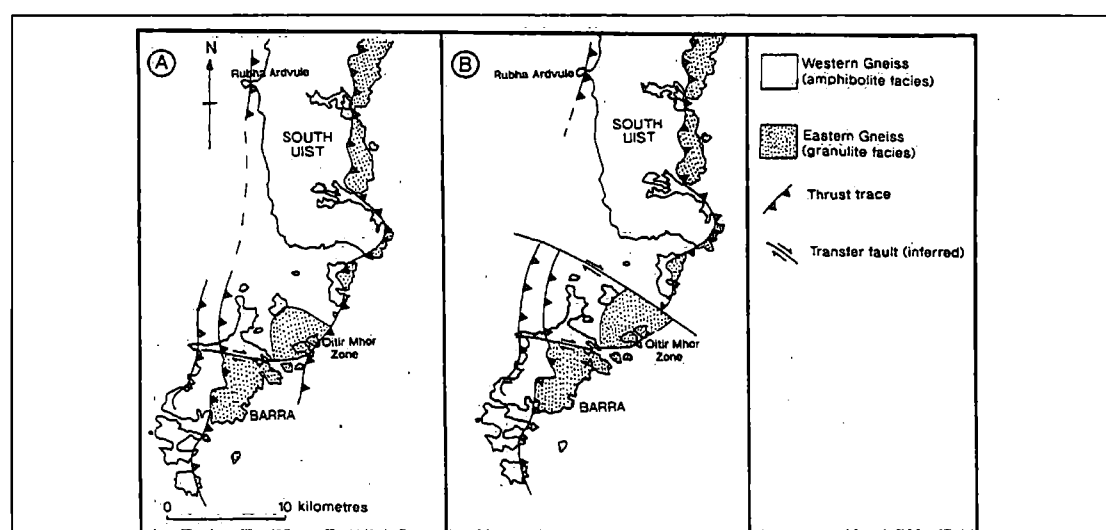 A
N
Rubha Ardvule
SOUTH
UIST
Oitir Mhor
Zone
BARRA
0 10 kilometres
B
Rubha Ardvule
SOUTH
UIST
Oitir Mhor
Zone
BARRA
Western Gneiss
(amphibolite facies)
Eastern Gneiss
(granulite facies)
Thrust trace
Transfer fault (inferred)